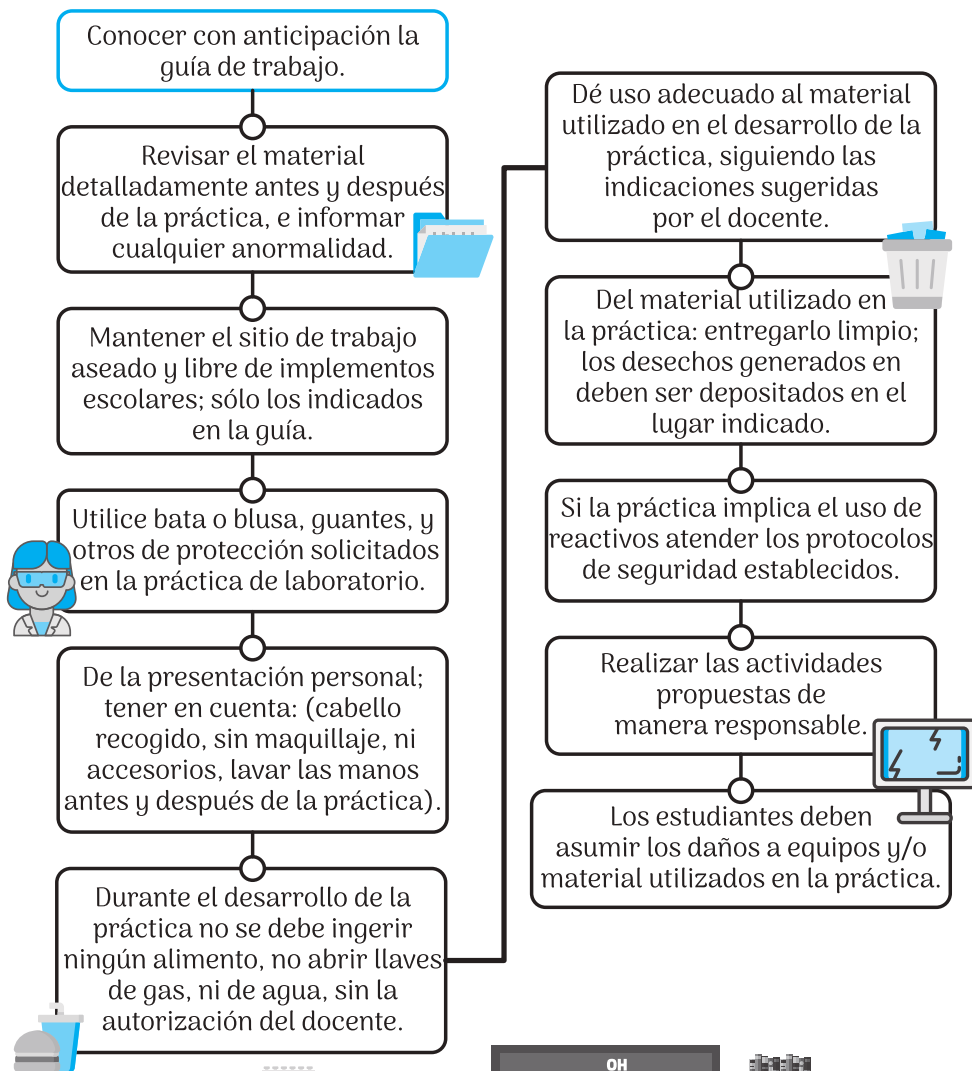 Conocer con anticipación la
guía de trabajo.
Revisar el material
detalladamente antes y después
de la práctica, e informar
cualquier anormalidad.
Mantener el sitio de trabajo
aseado y libre de implementos
escolares; sólo los indicados
en la guía.
Utilice bata o blusa, guantes, y
otros de protección solicitados
en la práctica de laboratorio.
De la presentación personal;
tener en cuenta: (cabello
recogido, sin maquillaje, ni
accesorios, lavar las manos
antes y después de la práctica).
Durante el desarrollo de la
práctica no se debe ingerir
ningún alimento, no abrir llaves
de gas, ni de agua, sin la
autorización del docente.
Dé uso adecuado al material
utilizado en el desarrollo de la
práctica, siguiendo las
indicaciones sugeridas
por el docente.
Del material utilizado en
la práctica: entregarlo limpio;
los desechos generados en
deben ser depositados en el
lugar indicado.
Si la práctica implica el uso de
reactivos atender los protocolos
de seguridad establecidos.
Realizar las actividades
propuestas de
manera responsable.
Los estudiantes deben
asumir los daños a equipos y/o
material utilizados en la práctica.
OH